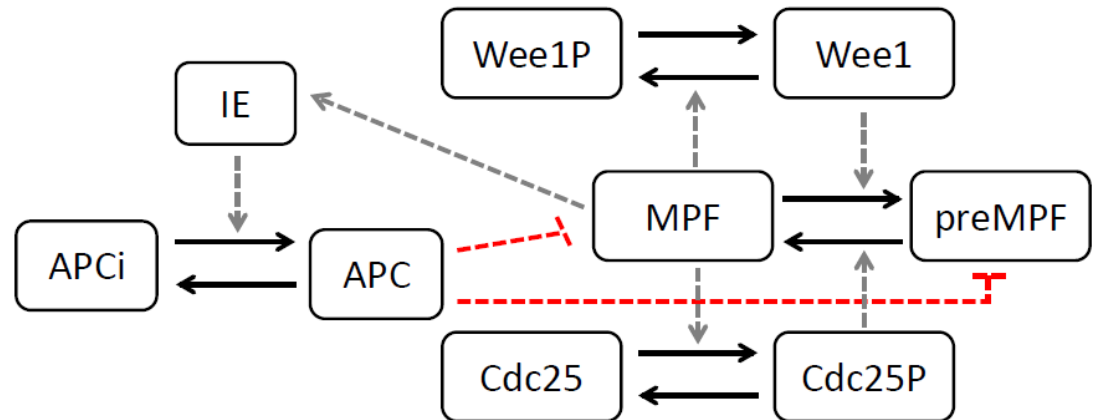 Wee1P
Wee1
IE
MPF
preMPF
APCi
APC
Cdc25
Cdc25P